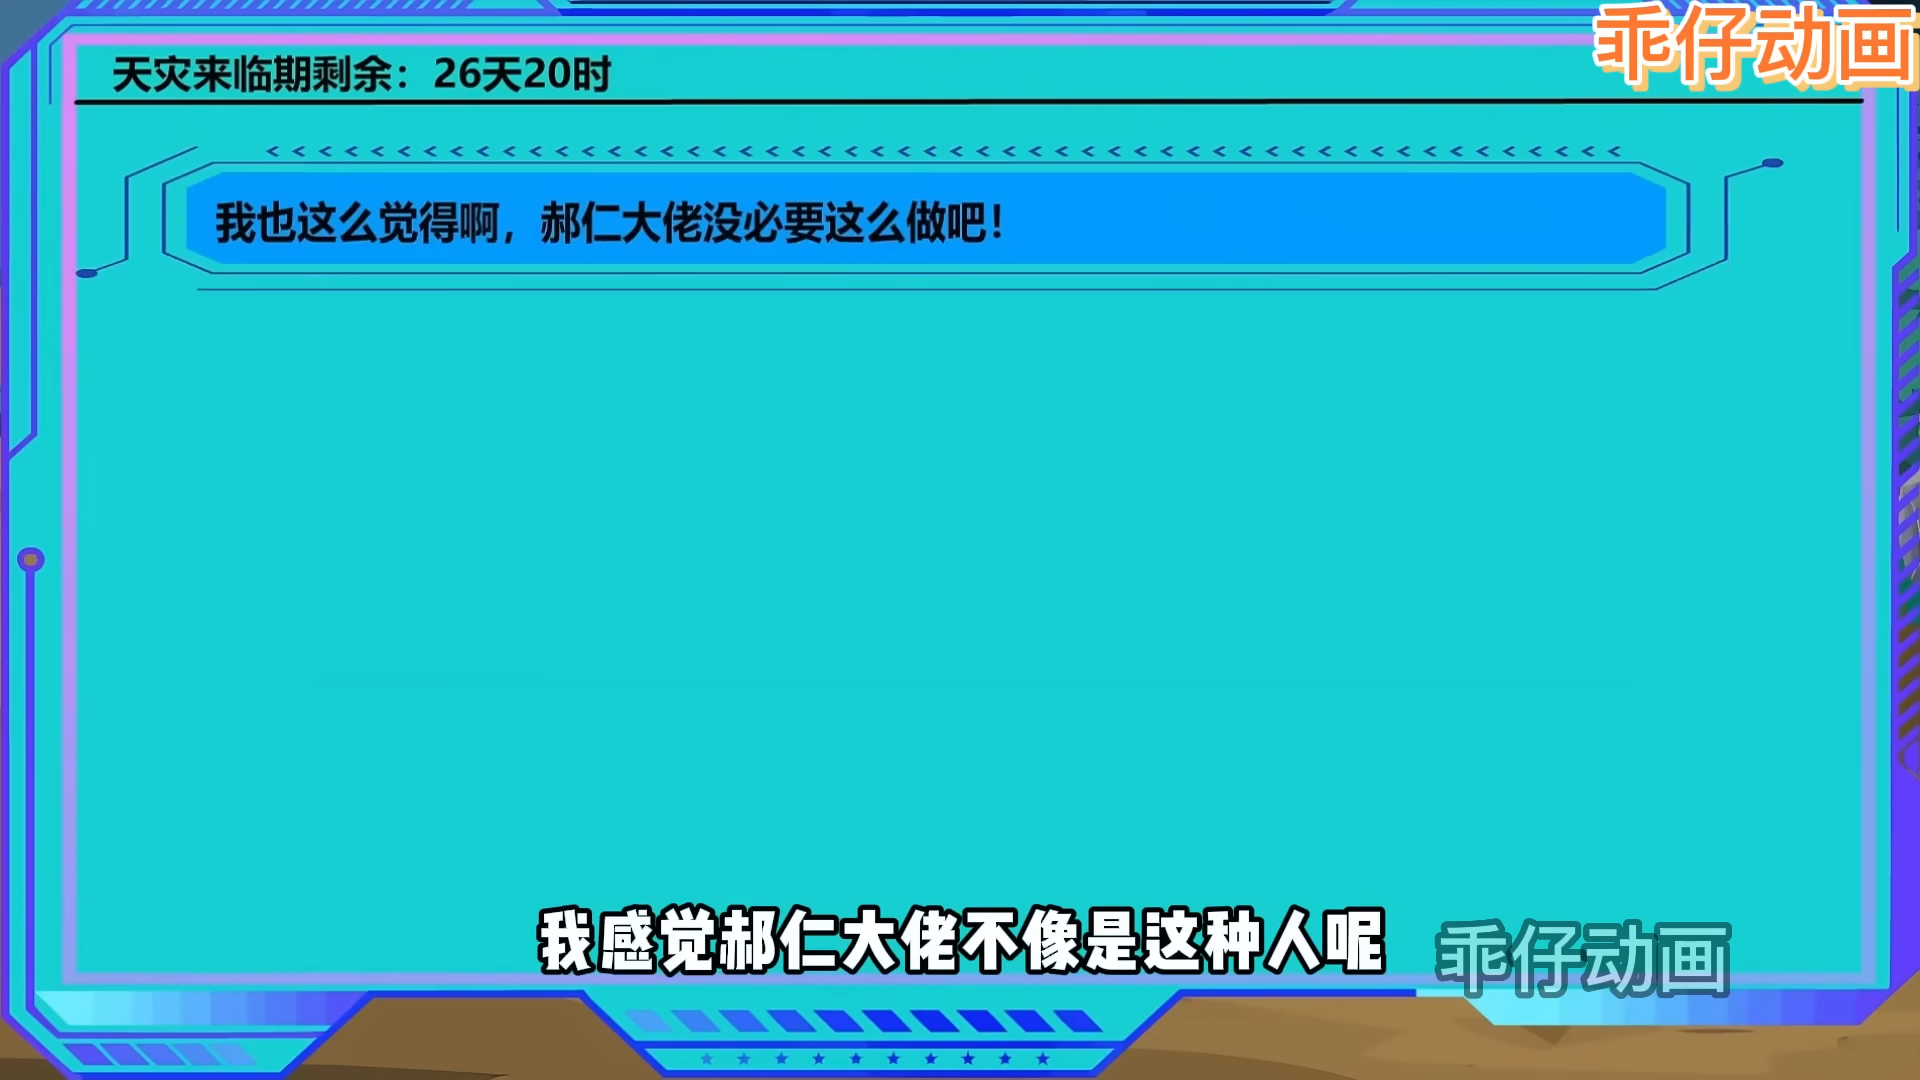 乖仔动画
天灾来临期剩余：26天20时
我也这么觉得啊，郝仁大佬没必要这么做吧！
我感觉郝仁大佬不像是这种人呢
乖仔动画